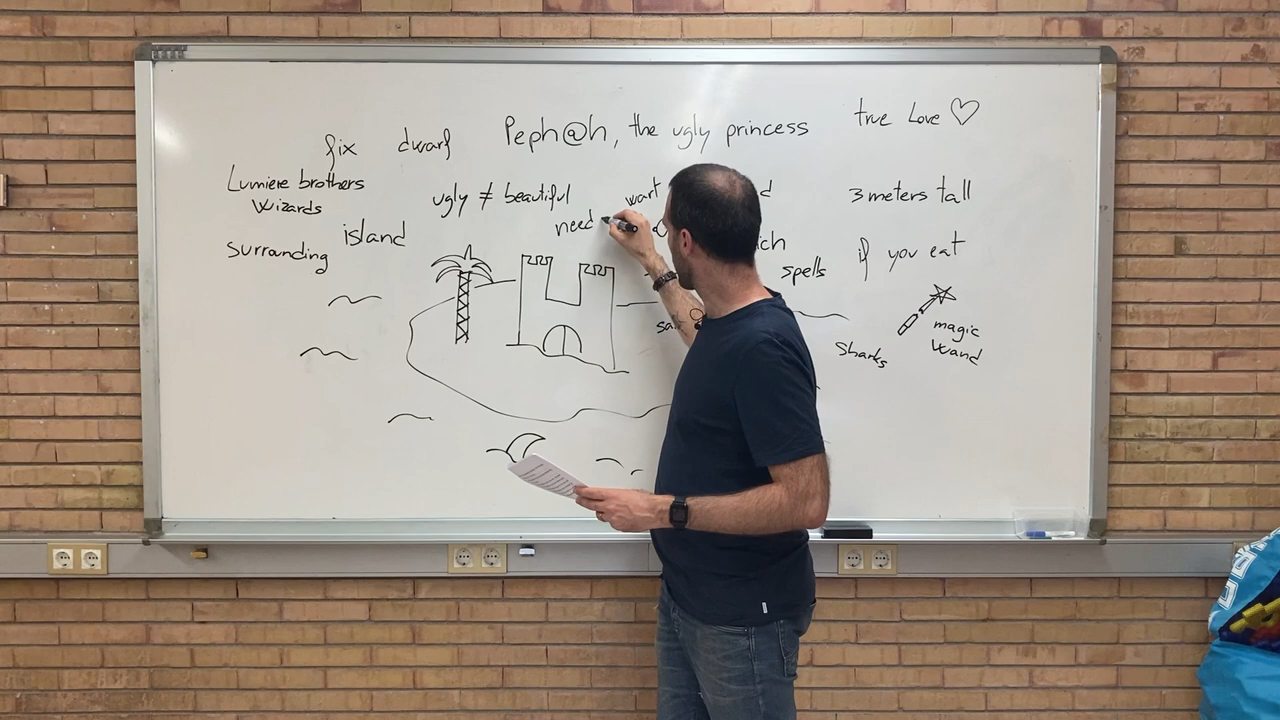 Peph@h, the ugly princess
true Love ♡
fix dwarf
Lumiere brothers
Wizards
ugly ≠ beautiful
want
3 meters tall
need
island
Surranding
if you eat
spells
magic
wand
Sharks